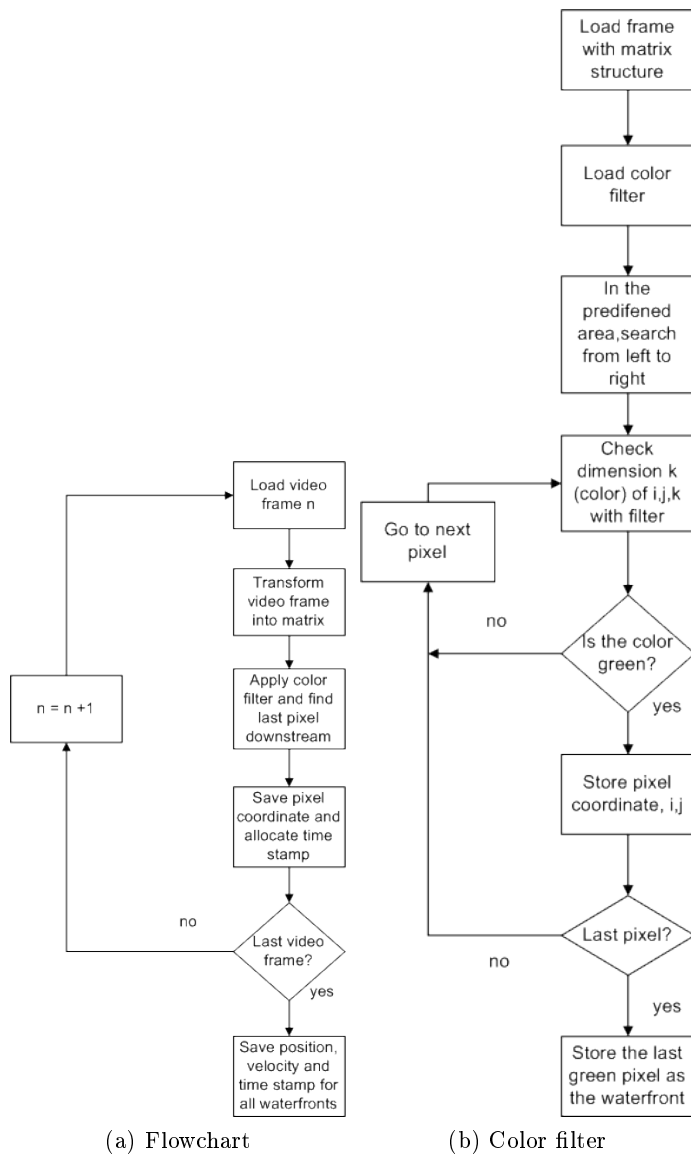 Load video
frame n
Transform
video frame
into matrix
Apply color
filter and find
last pixel
downstream
Save pixel
coordinate and
allocate time
stamp
Last video
frame?
no
yes
n = n +1
Save position,
velocity and
time stamp for
all waterfronts
(a) Flowchart
Load frame
with matrix
structure
Load color
filter
In the
predifened
area,search
from left to
right
Check
dimension k
(color) of i,j,k
with filter
Go to next
pixel
no
Is the color
green?
yes
Store pixel
coordinate, i,j
Last pixel?
no
yes
Store the last
green pixel as
the waterfront
(b) Color filter